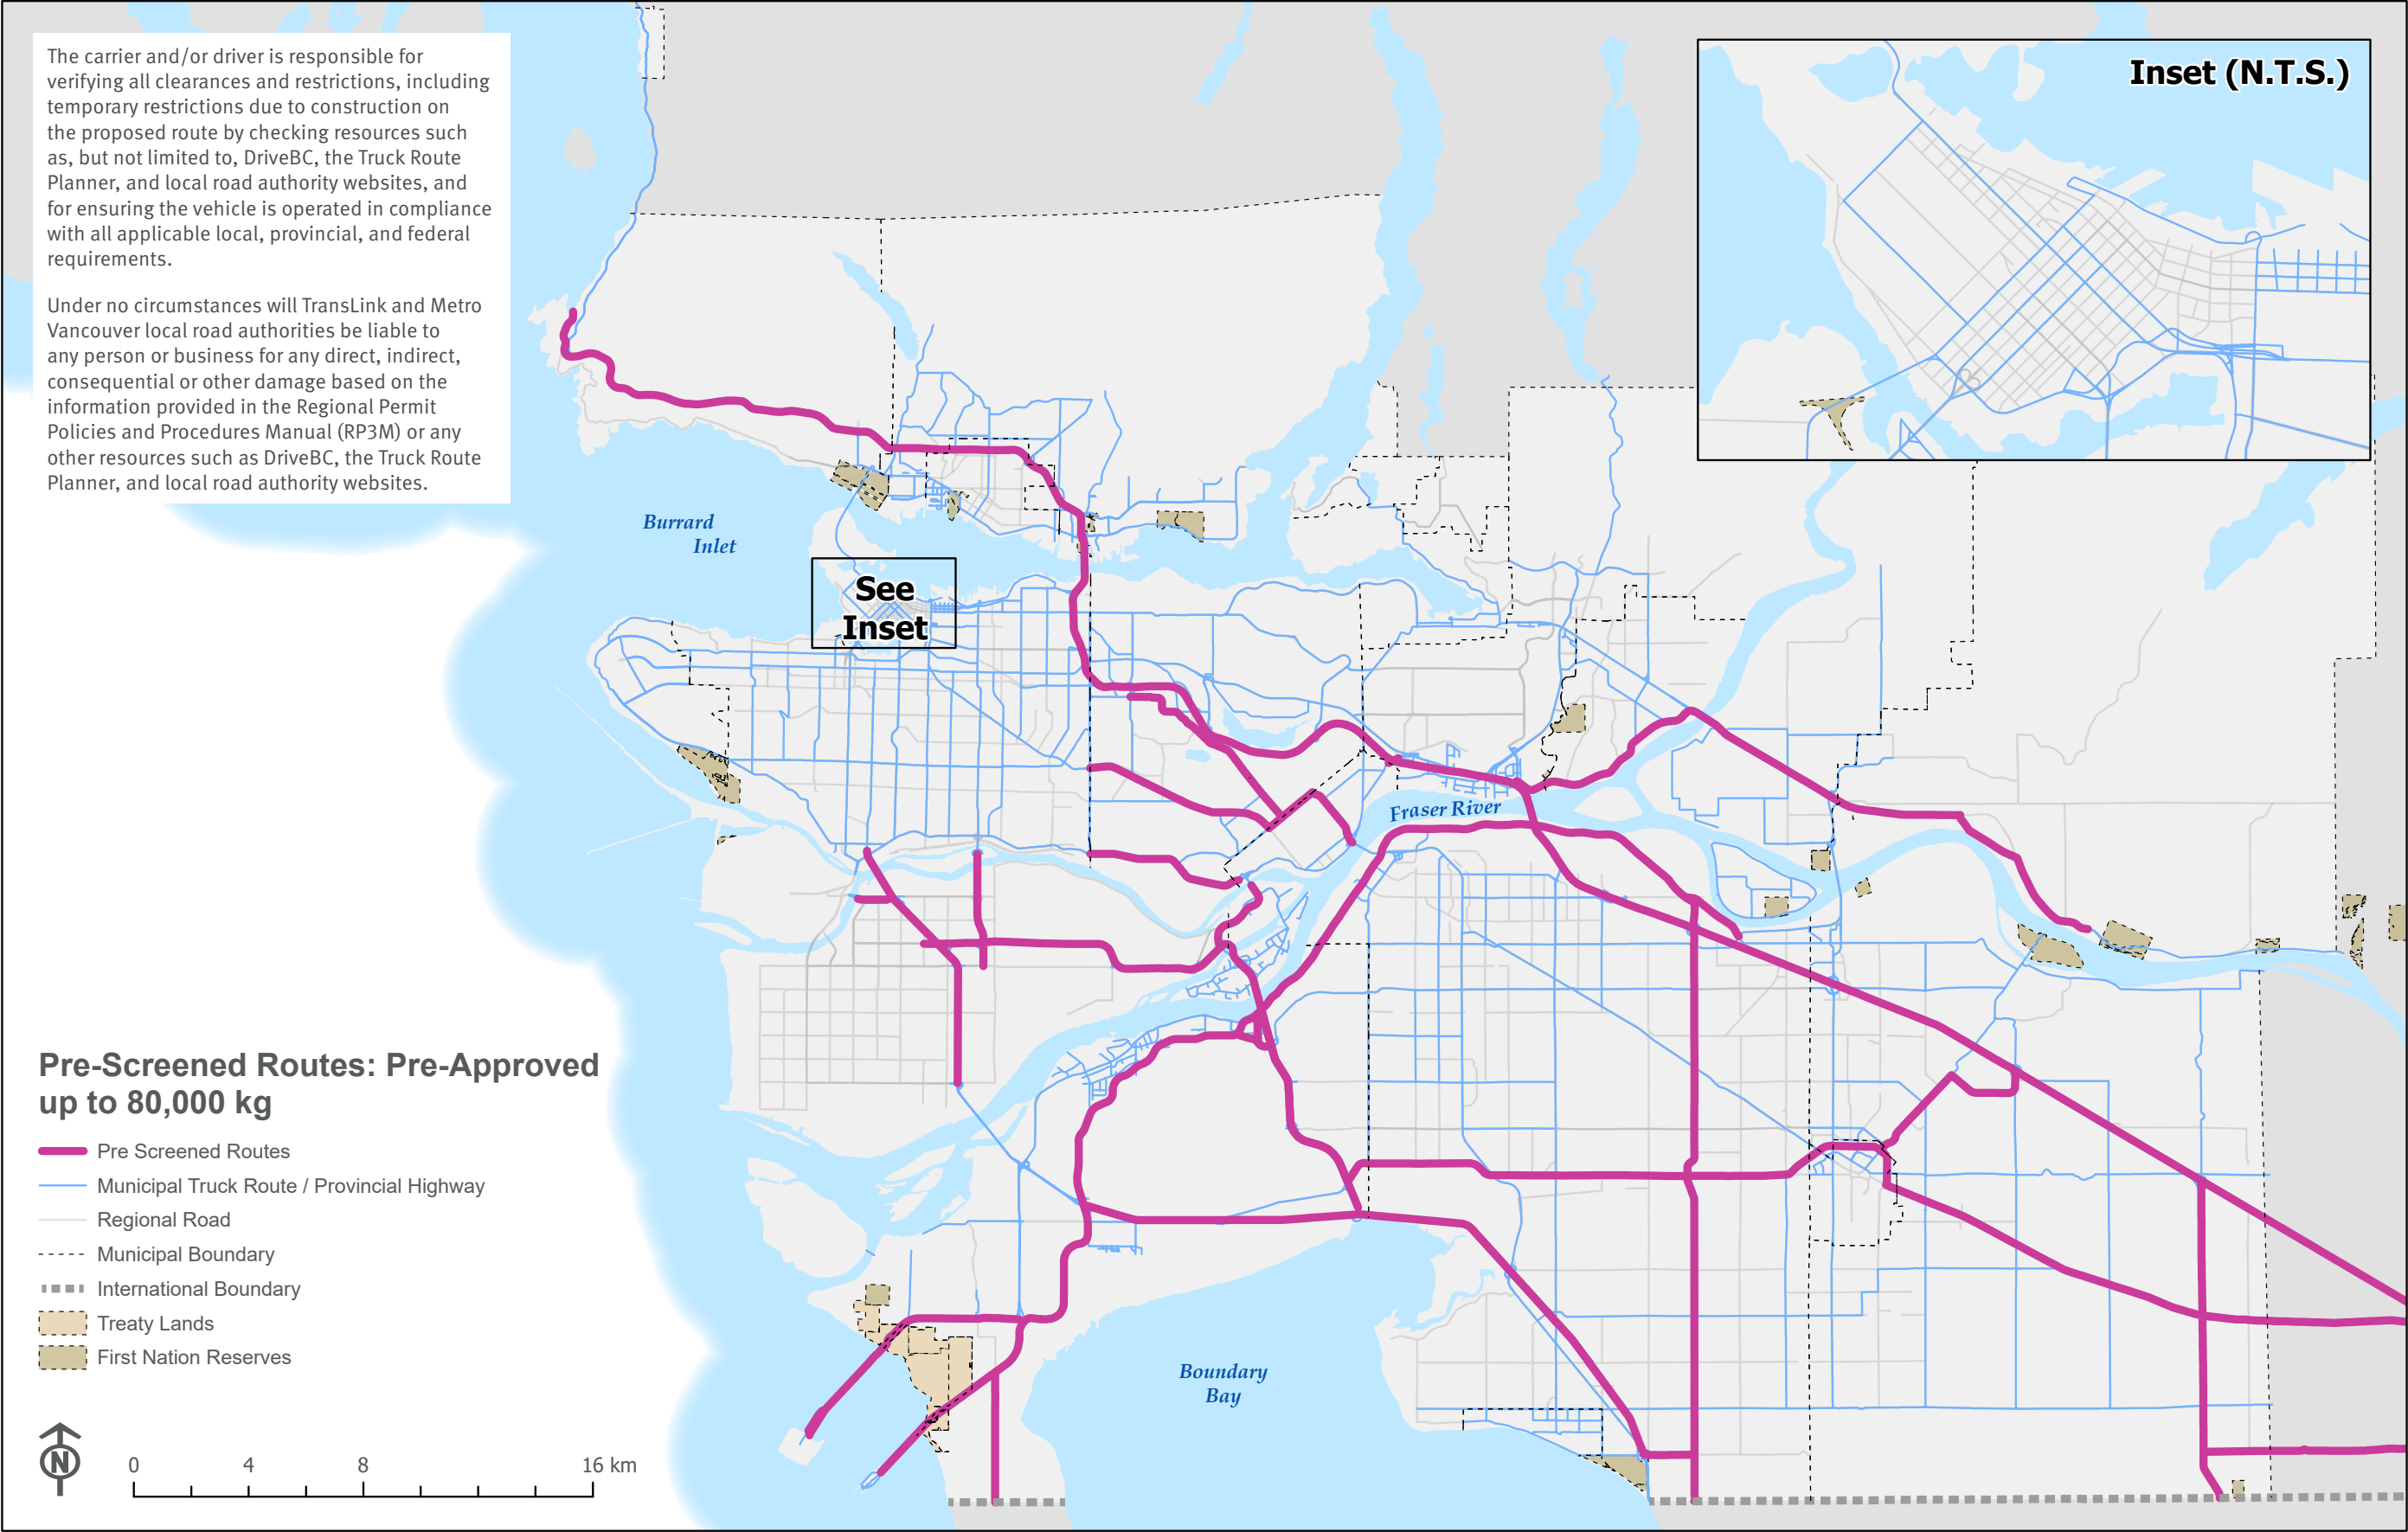 The carrier and/or driver is responsible for
verifying all clearances and restrictions, including
temporary restrictions due to construction on
the proposed route by checking resources such
as, but not limited to, DriveBC, the Truck Route
Planner, and local road authority websites, and
for ensuring the vehicle is operated in compliance
with all applicable local, provincial, and federal
requirements.
Under no circumstances will TransLink and Metro
Vancouver local road authorities be liable to
any person or business for any direct, indirect,
consequential or other damage based on the
information provided in the Regional Permit
Policies and Procedures Manual (RP3M) or any
other resources such as DriveBC, the Truck Route
Planner, and local road authority websites.
Inset (N.T.S.)
Burrard
Inlet
See
Inset
Fraser River
Boundary
Bay
Pre-Screened Routes: Pre-Approved
up to 80,000 kg
Pre Screened Routes
Municipal Truck Route / Provincial Highway
Regional Road
Municipal Boundary
International Boundary
Treaty Lands
First Nation Reserves
N
0 4 8 16 km